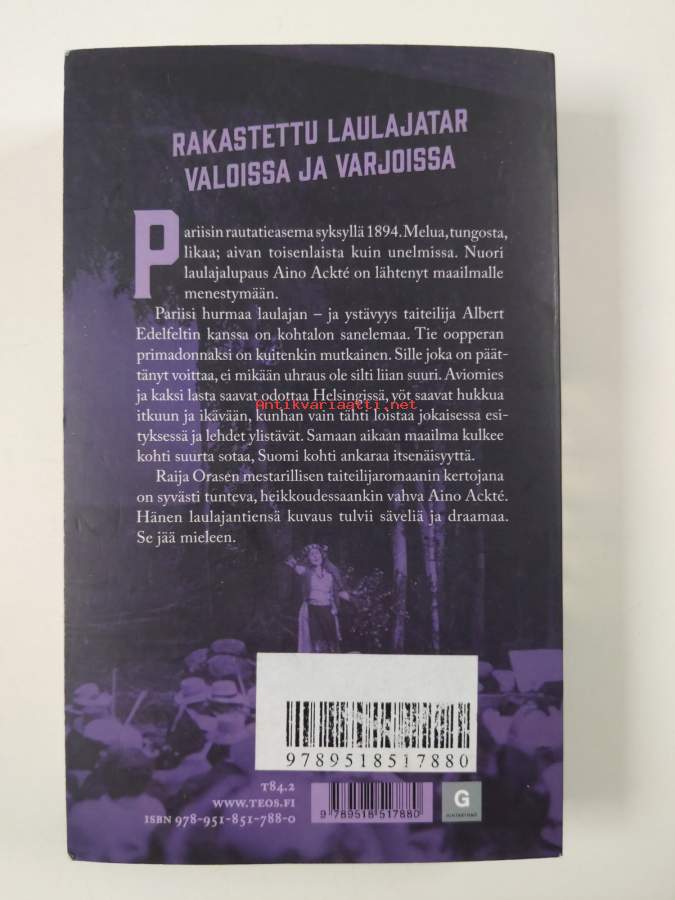 RAKASTETTU LAULAJATAR
VALOISSA JA VARJOISSA
Pariisin rautatieasema syksyllä 1894. Melua, tungosta,
likaa; aivan toisenlaista kuin unelmissa. Nuori
laulajalupaus Aino Ackté on lähtenyt maailmalle
menestymään.
Pariisi hurmaa laulajan – ja ystävyys taiteilija Albert
Edelfeltin kanssa on kohtalon sanelemaa. Tie oopperan
primadonnaksi on kuitenkin mutkainen. Sille joka on päät-
tänyt voittaa, ei mikään uhraus ole silti liian suuri. Aviomies
ja kaksi lasta saavat odottaa Helsingissä, yöt saavat hukkua
Antikvariaatti.net
itkuun ja ikävään, kunhan vain tähti loistaa jokaisessa esi-
tyksessä ja lehdet ylistävät. Samaan aikaan maailma kulkee
kohti suurta sotaa, Suomi kohti ankaraa itsenäisyyttä.
Raija Orasen mestarillisen taiteilijaromaanin kertojana
on syvästi tunteva, heikkoudessaankin vahva Aino Ackté.
Hänen laulajantiensä kuvaus tulvii säveliä ja draamaa.
Se jää mieleen.
9789518517880
T84.2
WWW.TEOS.FI
ISBN 978-951-851-788-0
9 789518 517880
G